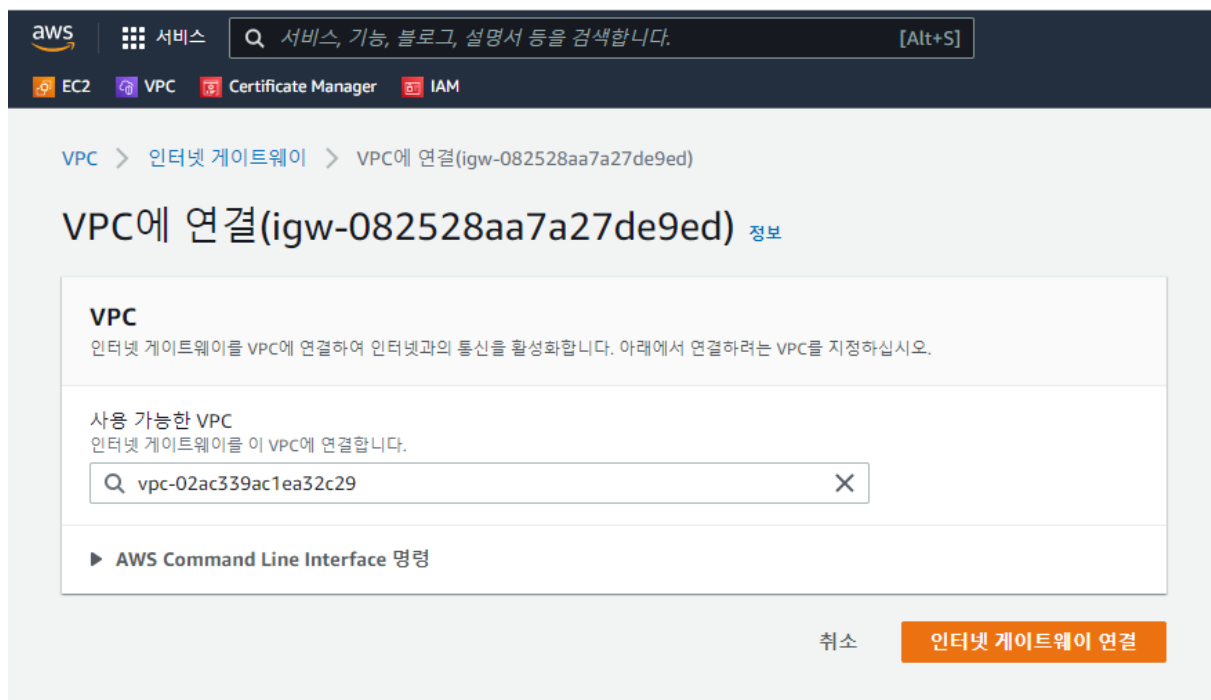 aws 서비스 서비스, 기능, 블로그, 설명서 등을 검색합니다. [Alt+S]
EC2 VPC Certificate Manager IAM
VPC > 인터넷 게이트웨이 > VPC에 연결(igw-082528aa7a27de9ed)
VPC에 연결(igw-082528aa7a27de9ed) 정보
VPC
인터넷 게이트웨이를 VPC에 연결하여 인터넷과의 통신을 활성화합니다. 아래에서 연결하려는 VPC를 지정하십시오.
사용 가능한 VPC
인터넷 게이트웨이를 이 VPC에 연결합니다.
vpc-02ac339ac1ea32c29
AWS Command Line Interface 명령
취소 인터넷 게이트웨이 연결